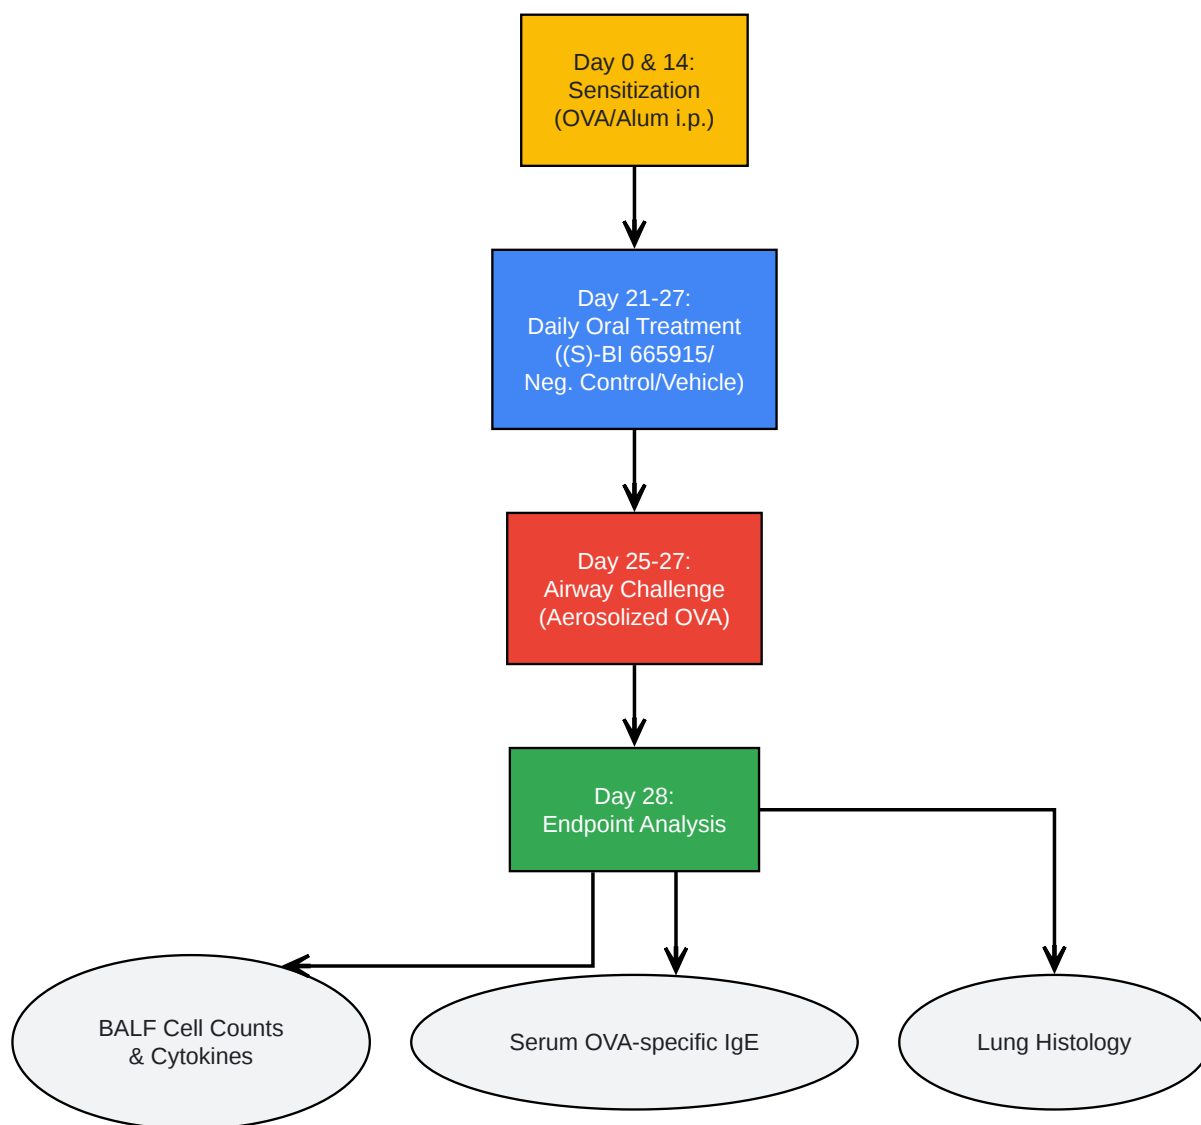 Day 0 & 14:
Sensitization
(OVA/Alum i.p.)
Day 21-27:
Daily Oral Treatment
((S)-BI 665915/
Neg. Control/Vehicle)
Day 25-27:
Airway Challenge
(Aerosolized OVA)
Day 28:
Endpoint Analysis
BALF Cell Counts
& Cytokines
Serum OVA-specific IgE
Lung Histology